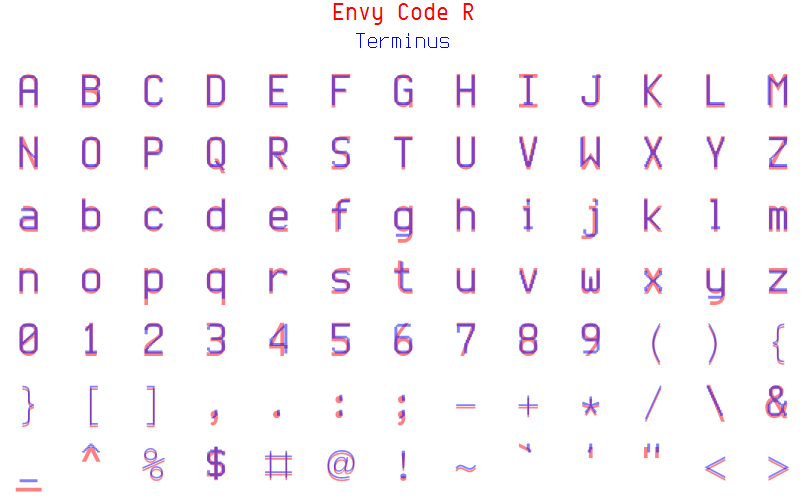 Envy Code R
Terminus
A B C D E F G H I J K L M
N O P Q R S T U V W X Y Z
a b c d e f g h i j k l m
n o p q r s t u v w x y z
0 1 2 3 4 5 6 7 8 9 ( ) {
} [ ] , . : ; - + * / \ &
_ ^ % $ # @ ! ~ ` ' " < >